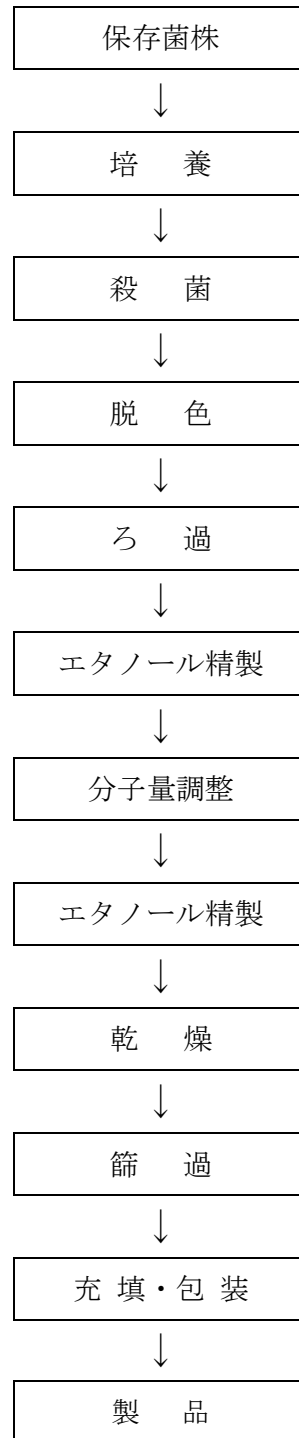 保存菌株
↓
培　養
↓
殺　菌
↓
脱　色
↓
ろ　過
↓
エタノール精製
↓
分子量調整
↓
エタノール精製
↓
乾　燥
↓
篩　過
↓
充 填・包 装
↓
製　品